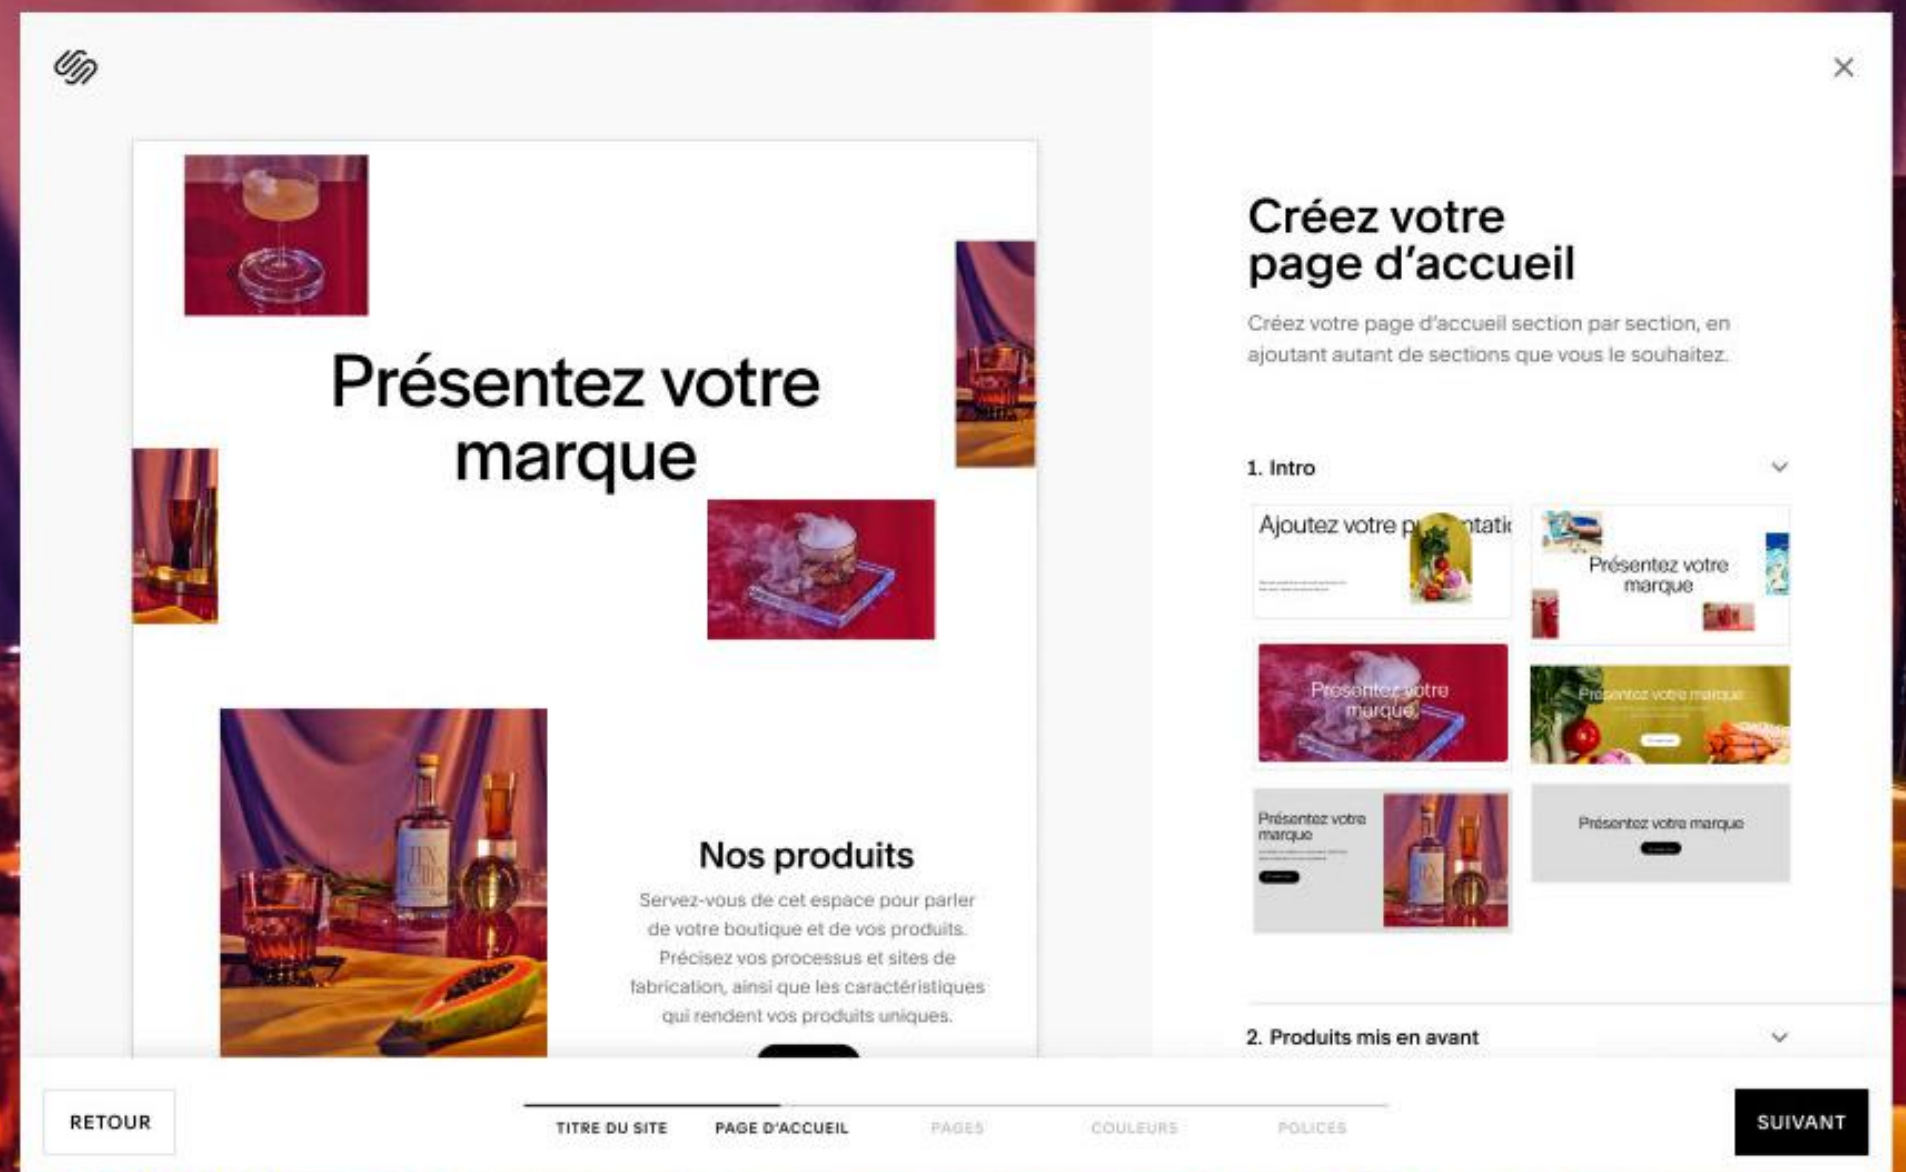 Présentez votre
marque
Nos produits
Servez-vous de cet espace pour parler
de votre boutique et de vos produits.
Précisez vos processus et sites de
fabrication, ainsi que les caractéristiques
qui rendent vos produits uniques.
Créez votre
page d'accueil
Créez votre page d'accueil section par section, en
ajoutant autant de sections que vous le souhaitez.
1. Intro
Ajoutez votre
Présentez votre
marque
Présentez votre
marque
Présentez votre marque
Présentez votre
marque
Présentez votre marque
2. Produits mis en avant
RETOUR
TITRE DU SITE
PAGE D'ACCUEIL
PAGES
COULEURS
POLICES
SUIVANT